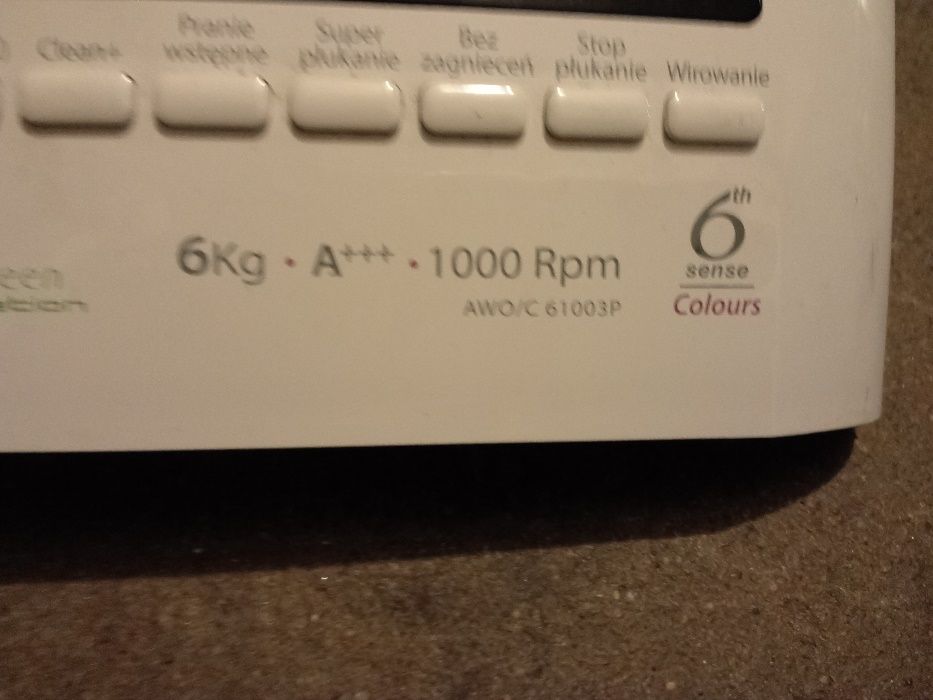 Clean+
Pranie
wstępne
Super
płukanie
Bez
zagnieceń
Stop
płukanie
Wirowanie
6Kg • A+++ • 1000 Rpm
AWO/C 61003P
6th
sense
Colours